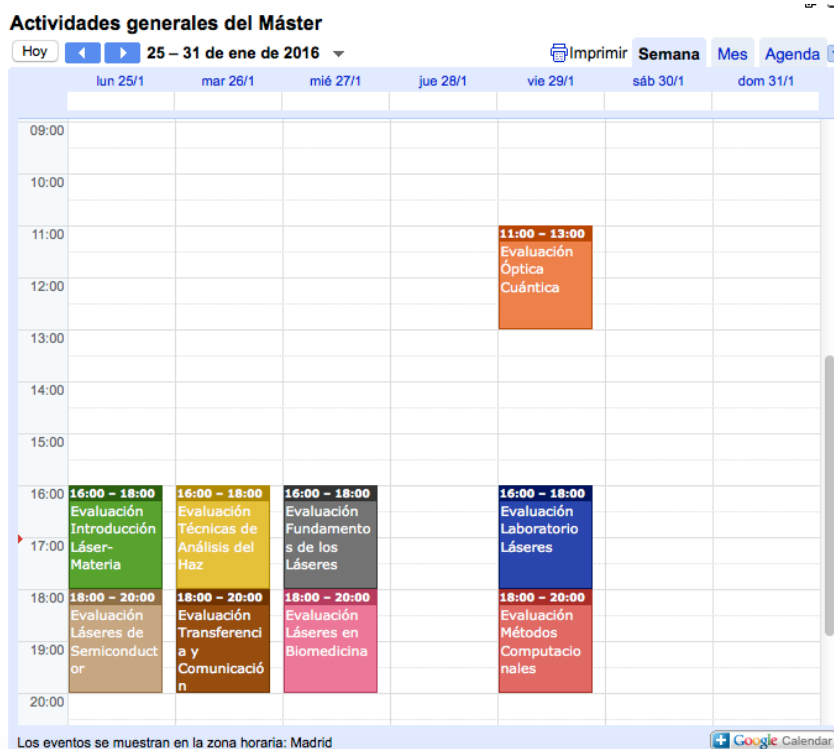 Actividades generales del Máster
Hoy 25 – 31 de ene de 2016 Imprimir Semana Mes Agenda
lun 25/1 mar 26/1 mié 27/1 jue 28/1 vie 29/1 sáb 30/1 dom 31/1
09:00
10:00
11:00
11:00 – 13:00
Evaluación
Óptica
Cuántica
12:00
13:00
14:00
15:00
16:00
17:00
16:00 – 18:00
Evaluación
Introducción
Láser-
Materia
16:00 – 18:00
Evaluación
Técnicas de
Análisis del
Haz
16:00 – 18:00
Evaluación
Fundamento
s de los
Láseres
16:00 – 18:00
Evaluación
Laboratorio
Láseres
18:00
19:00
18:00 – 20:00
Evaluación
Láseres de
Semiconduct
or
18:00 – 20:00
Evaluación
Transferenci
a y
Comunicació
n
18:00 – 20:00
Evaluación
Láseres en
Biomedicina
18:00 – 20:00
Evaluación
Métodos
Computacio
nales
20:00
Los eventos se muestran en la zona horaria: Madrid
Google Calendar